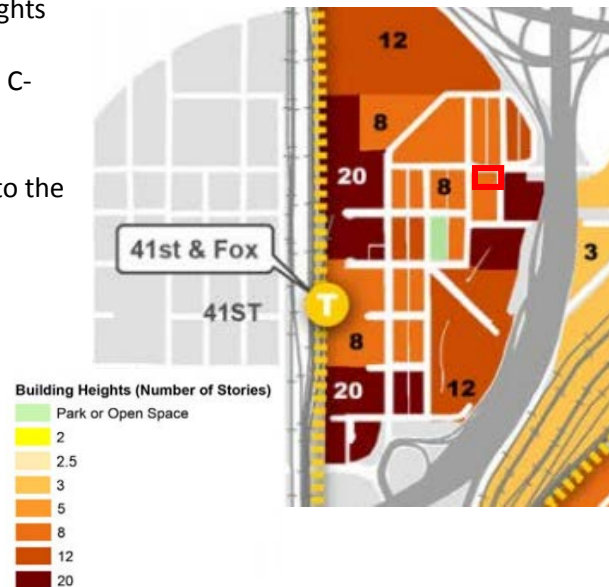 ghts
C-
to the
12
8
20
8
41st & Fox
T
3
41ST
8
20
12
Building Heights (Number of Stories)
Park or Open Space
2
2.5
3
5
8
12
20